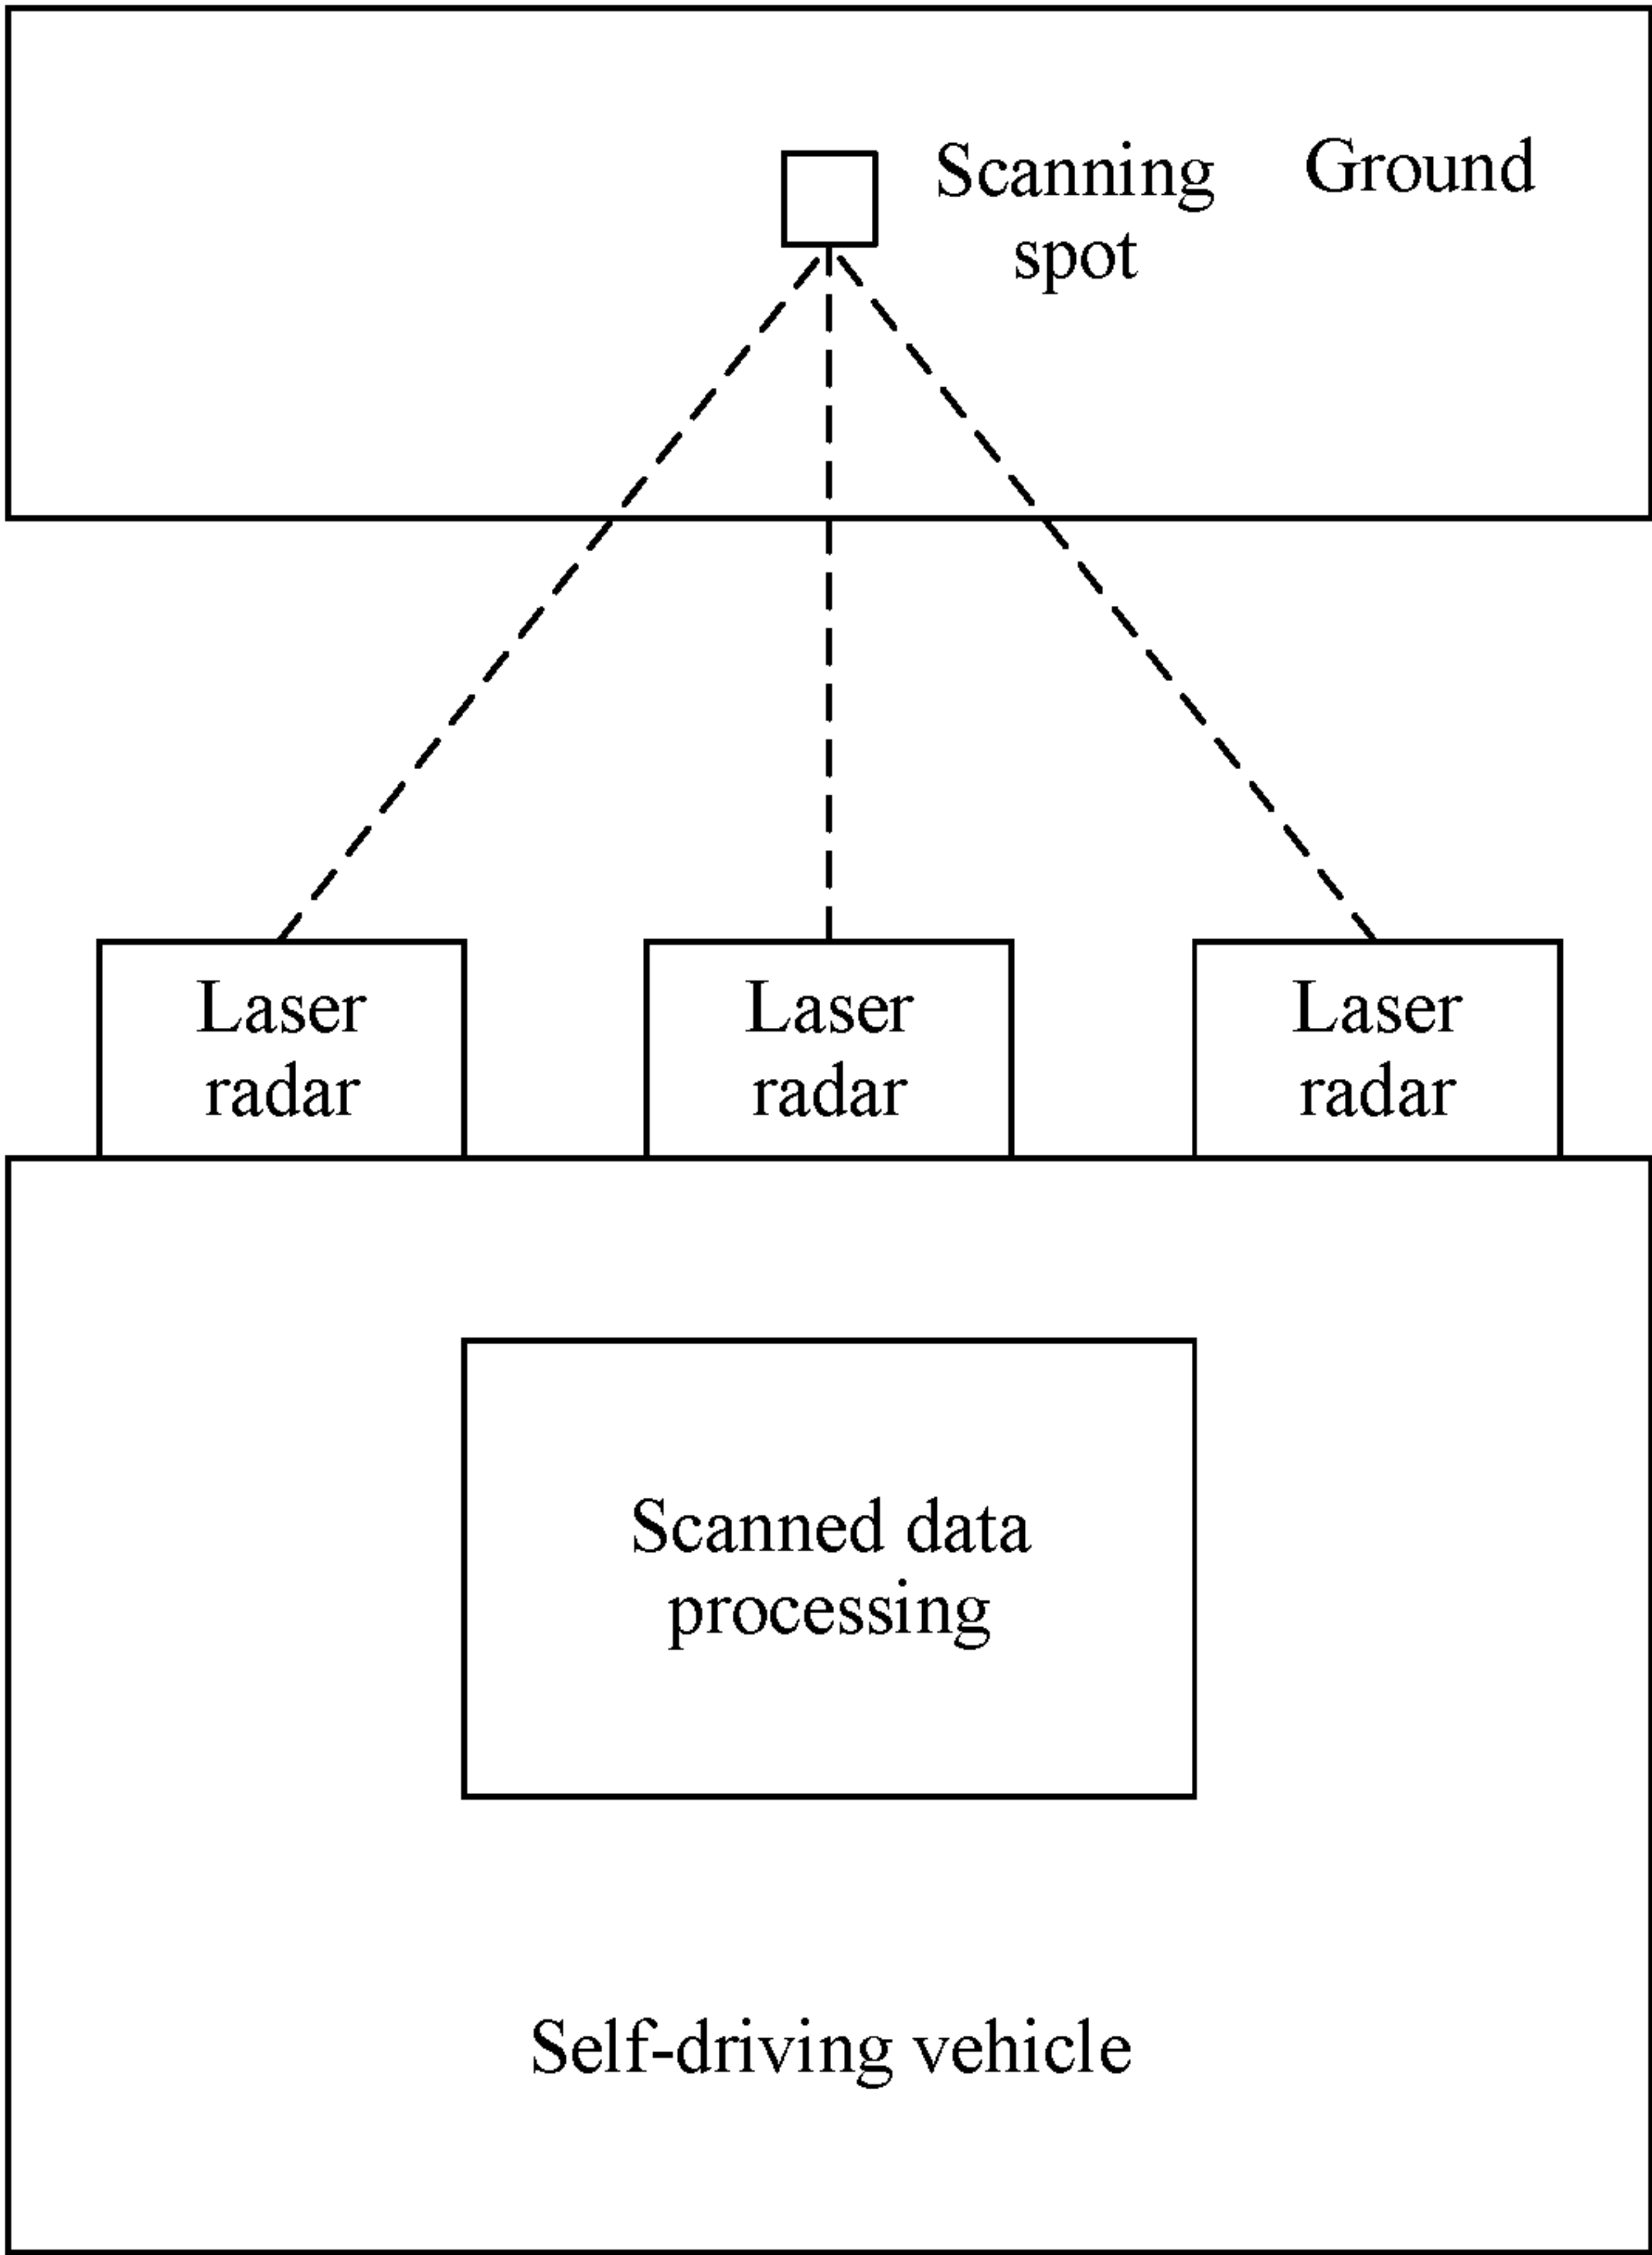 Scanning
spot
Ground
Laser
radar
Laser
radar
Laser
radar
Scanned data
processing
Self-driving vehicle